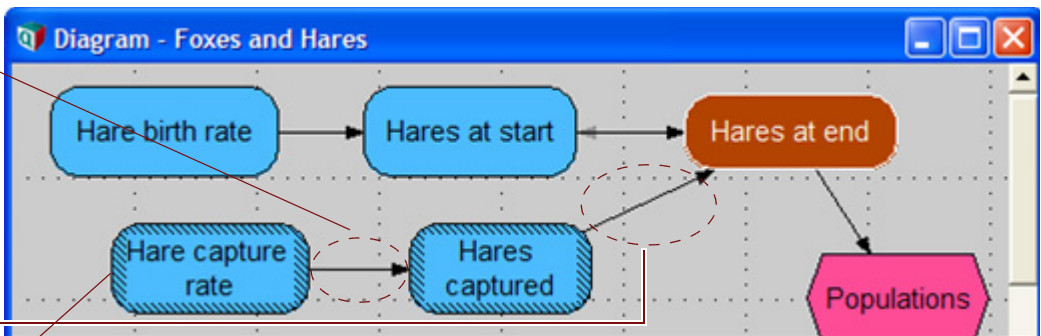 Diagram - Foxes and Hares
Hare birth rate
Hares at start
Hares at end
Hare capture
rate
Hares
captured
Populations